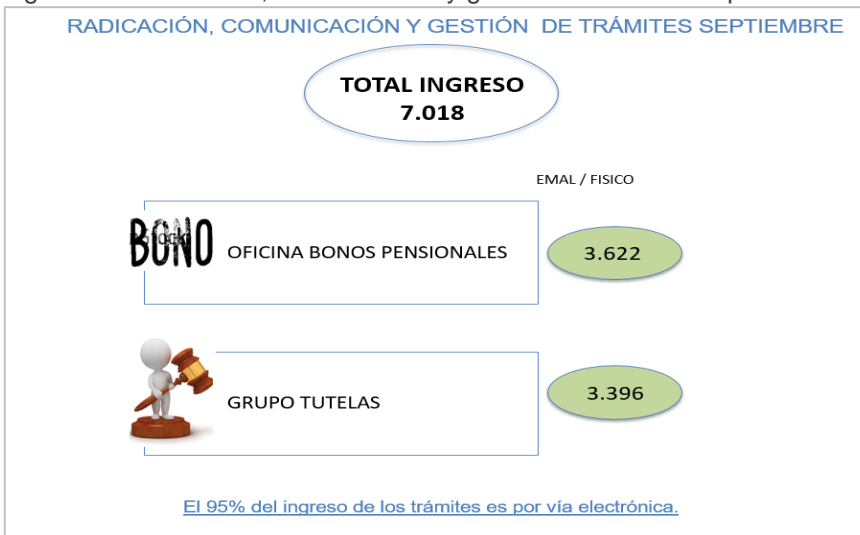 RADICACIÓN, COMUNICACIÓN Y GESTIÓN DE TRÁMITES SEPTIEMBRE
TOTAL INGRESO
7.018
EMAL / FISICO
BONO
OFICINA BONOS PENSIONALES
3.622
GRUPO TUTELAS
3.396
El 95% del ingreso de los trámites es por vía electrónica.